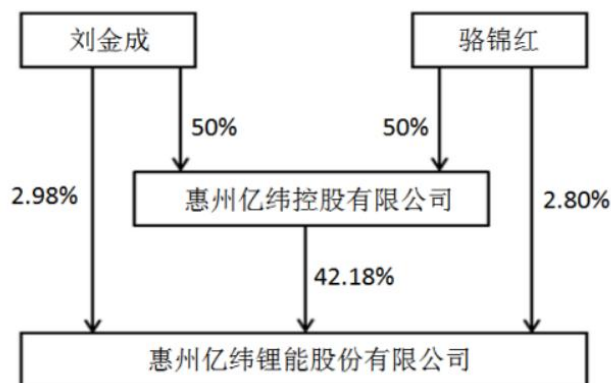 刘金成
骆锦红
50%
50%
2.98%
惠州亿纬控股有限公司
2.80%
42.18%
惠州亿纬锂能股份有限公司